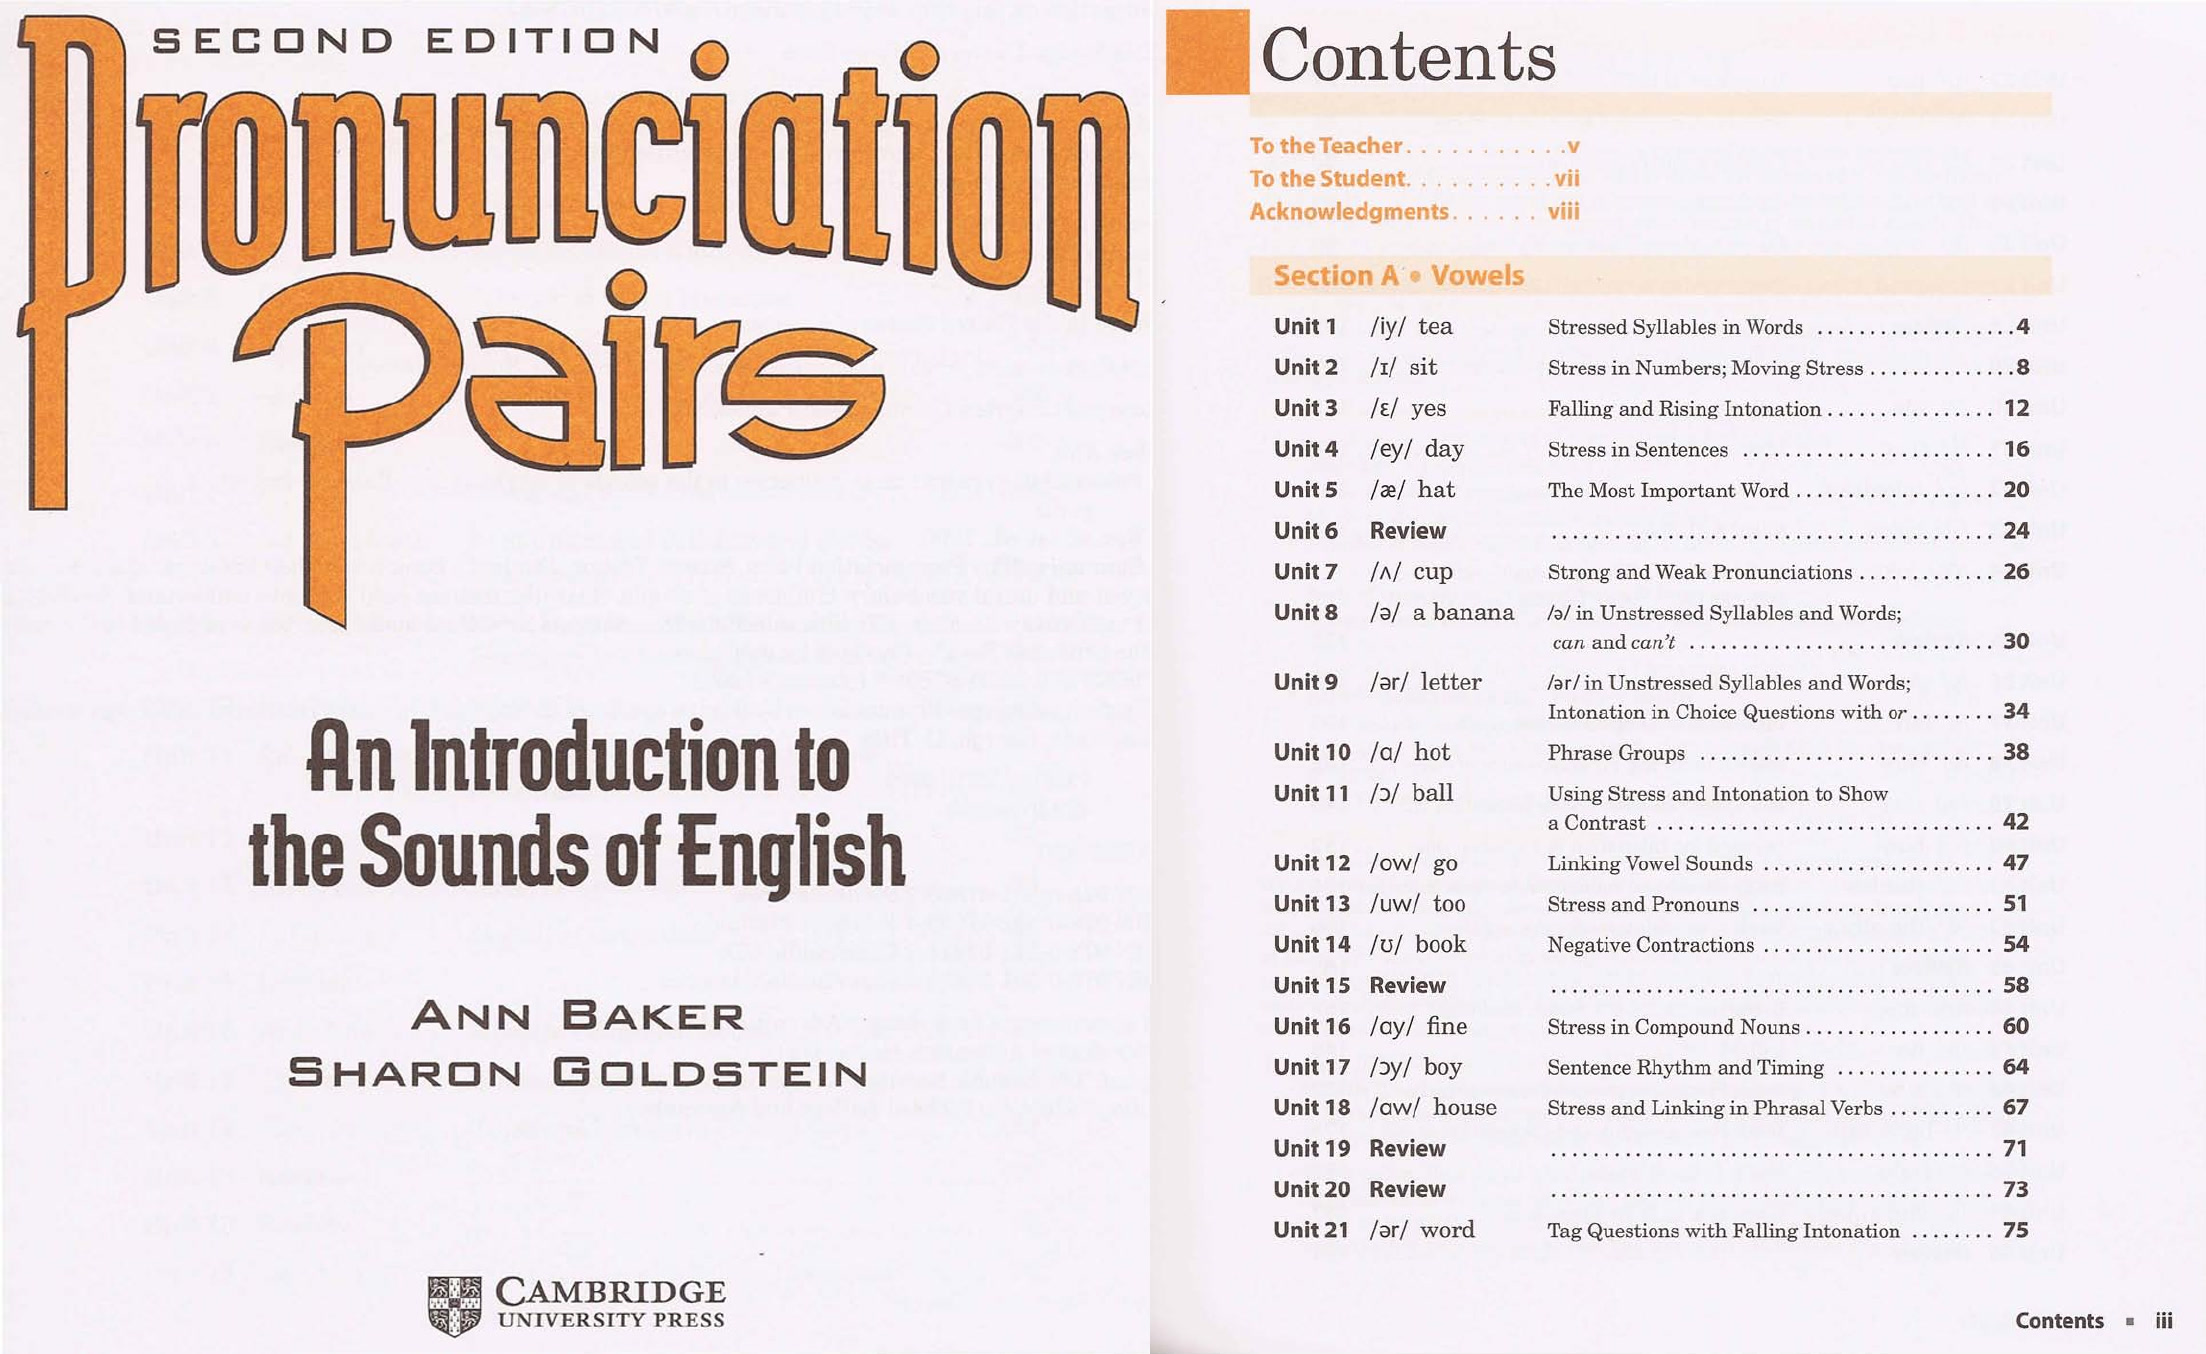 SECOND EDITION
Pronunciation
Pairs
An Introduction to
the Sounds of English
ANN BAKER
SHARON GOLDSTEIN
CAMBRIDGE
UNIVERSITY PRESS
Contents
To the Teacher. . . . . . . . . . . .v
To the Student. . . . . . . . . . .vii
Acknowledgments. . . . . . viii
Section A • Vowels
Unit 1 /iy/ tea Stressed Syllables in Words . . . . . . . . . . . . . . . . . .4
Unit 2 /ɪ/ sit Stress in Numbers; Moving Stress . . . . . . . . . . . . . .8
Unit 3 /ɛ/ yes Falling and Rising Intonation . . . . . . . . . . . . . . . . 12
Unit 4 /ey/ day Stress in Sentences . . . . . . . . . . . . . . . . . . . . . . . 16
Unit 5 /æ/ hat The Most Important Word . . . . . . . . . . . . . . . . . . . 20
Unit 6 Review . . . . . . . . . . . . . . . . . . . . . . . . . . . . . . . . . . . . . . . . . 24
Unit 7 /ʌ/ cup Strong and Weak Pronunciations . . . . . . . . . . . . . 26
Unit 8 /ə/ a banana /ə/ in Unstressed Syllables and Words;
can and can't . . . . . . . . . . . . . . . . . . . . . . . . . . . . 30
Unit 9 /ər/ letter /ər/ in Unstressed Syllables and Words;
Intonation in Choice Questions with or . . . . . . . . 34
Unit 10 /ɑ/ hot Phrase Groups . . . . . . . . . . . . . . . . . . . . . . . . . . . 38
Unit 11 /ɔ/ ball Using Stress and Intonation to Show
a Contrast . . . . . . . . . . . . . . . . . . . . . . . . . . . . . . . 42
Unit 12 /ow/ go Linking Vowel Sounds . . . . . . . . . . . . . . . . . . . . . . 47
Unit 13 /uw/ too Stress and Pronouns . . . . . . . . . . . . . . . . . . . . . . . 51
Unit 14 /ʊ/ book Negative Contractions . . . . . . . . . . . . . . . . . . . . . 54
Unit 15 Review . . . . . . . . . . . . . . . . . . . . . . . . . . . . . . . . . . . . . . . . . 58
Unit 16 /ɑy/ fine Stress in Compound Nouns . . . . . . . . . . . . . . . . . . 60
Unit 17 /ɔy/ boy Sentence Rhythm and Timing . . . . . . . . . . . . . . . 64
Unit 18 /ɑw/ house Stress and Linking in Phrasal Verbs . . . . . . . . . . 67
Unit 19 Review . . . . . . . . . . . . . . . . . . . . . . . . . . . . . . . . . . . . . . . . . 71
Unit 20 Review . . . . . . . . . . . . . . . . . . . . . . . . . . . . . . . . . . . . . . . . . 73
Unit 21 /ər/ word Tag Questions with Falling Intonation . . . . . . . . 75
Contents ▪ iii